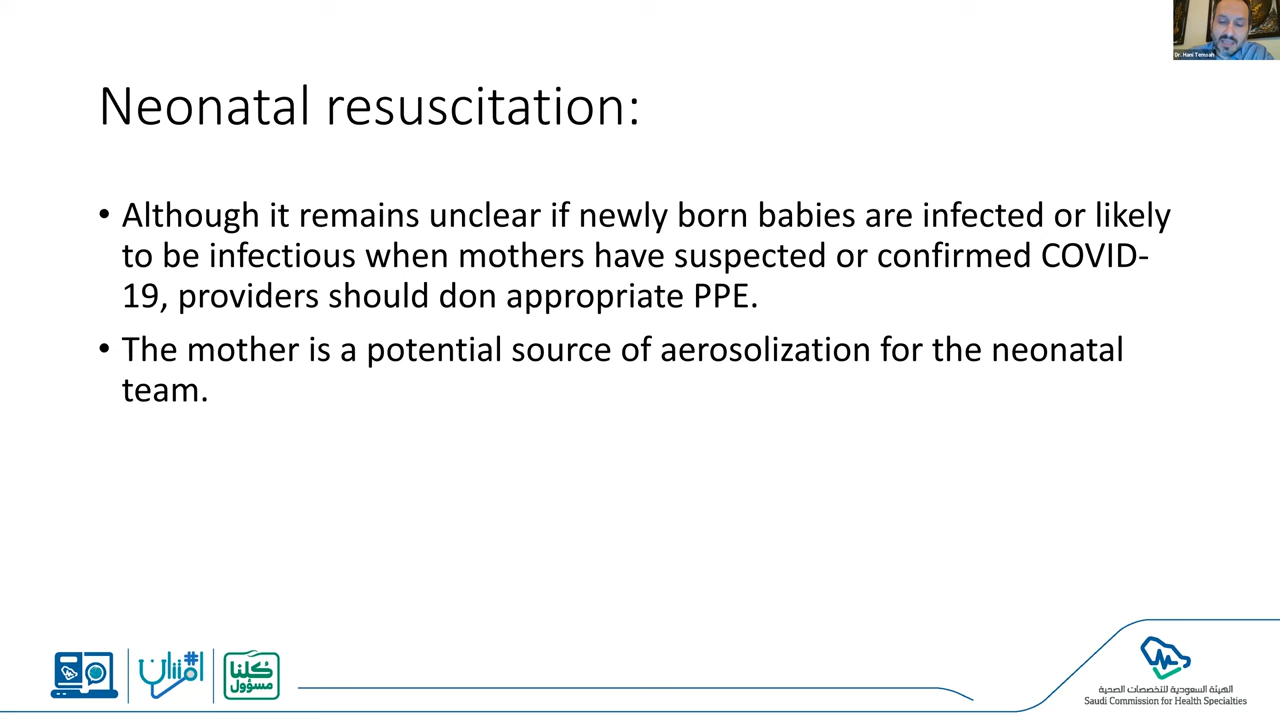 Dr. Hani Temsah
Neonatal resuscitation:
• Although it remains unclear if newly born babies are infected or likely
to be infectious when mothers have suspected or confirmed COVID-
19, providers should don appropriate PPE.
• The mother is a potential source of aerosolization for the neonatal
team.
#امتنان
كلنا
مسؤول
الهيئة السعودية للتخصصات الصحية
Saudi Commission for Health Specialties